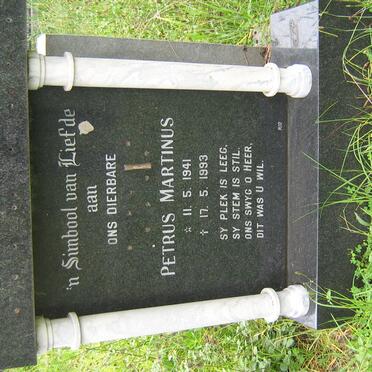 'n Simbool van Liefde
aan
ONS DIERBARE
PETRUS MARTINUS
☆ 11. 5. 1941
† 17. 5. 1993
SY PLEK IS LEEG.
SY STEM IS STIL.
ONS SWYG O HEER,
DIT WAS U WIL.